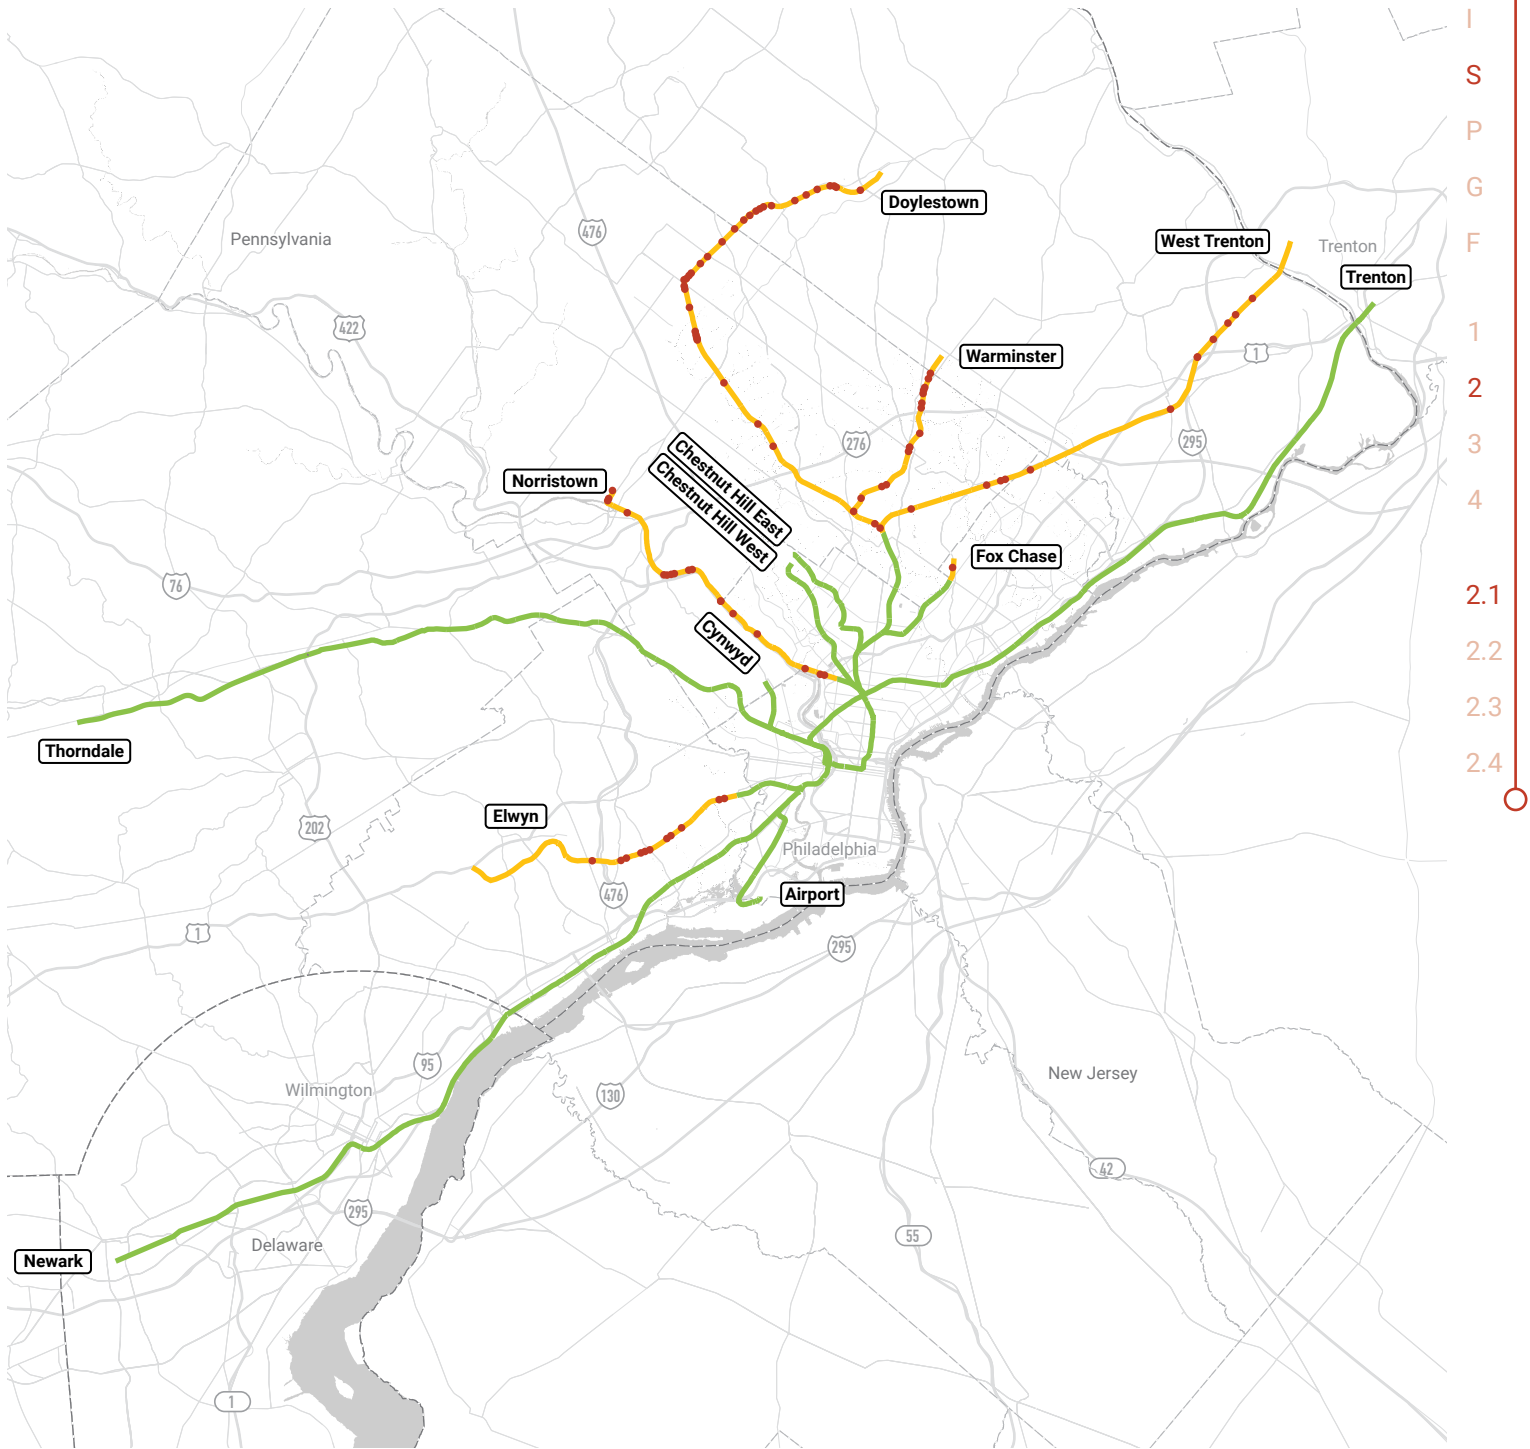 I
S
P
G
F
1
2
3
4
2.1
2.2
2.3
2.4
Doylestown
476
Pennsylvania
West Trenton
Trenton
Trenton
422
Warminster
1
276
295
Chestnut Hill East
Chestnut Hill West
Norristown
Fox Chase
76
Cynwyd
Thorndale
Elwyn
202
Philadelphia
476
Airport
1
295
95
Wilmington
130
New Jersey
42
295
55
Delaware
Newark
1